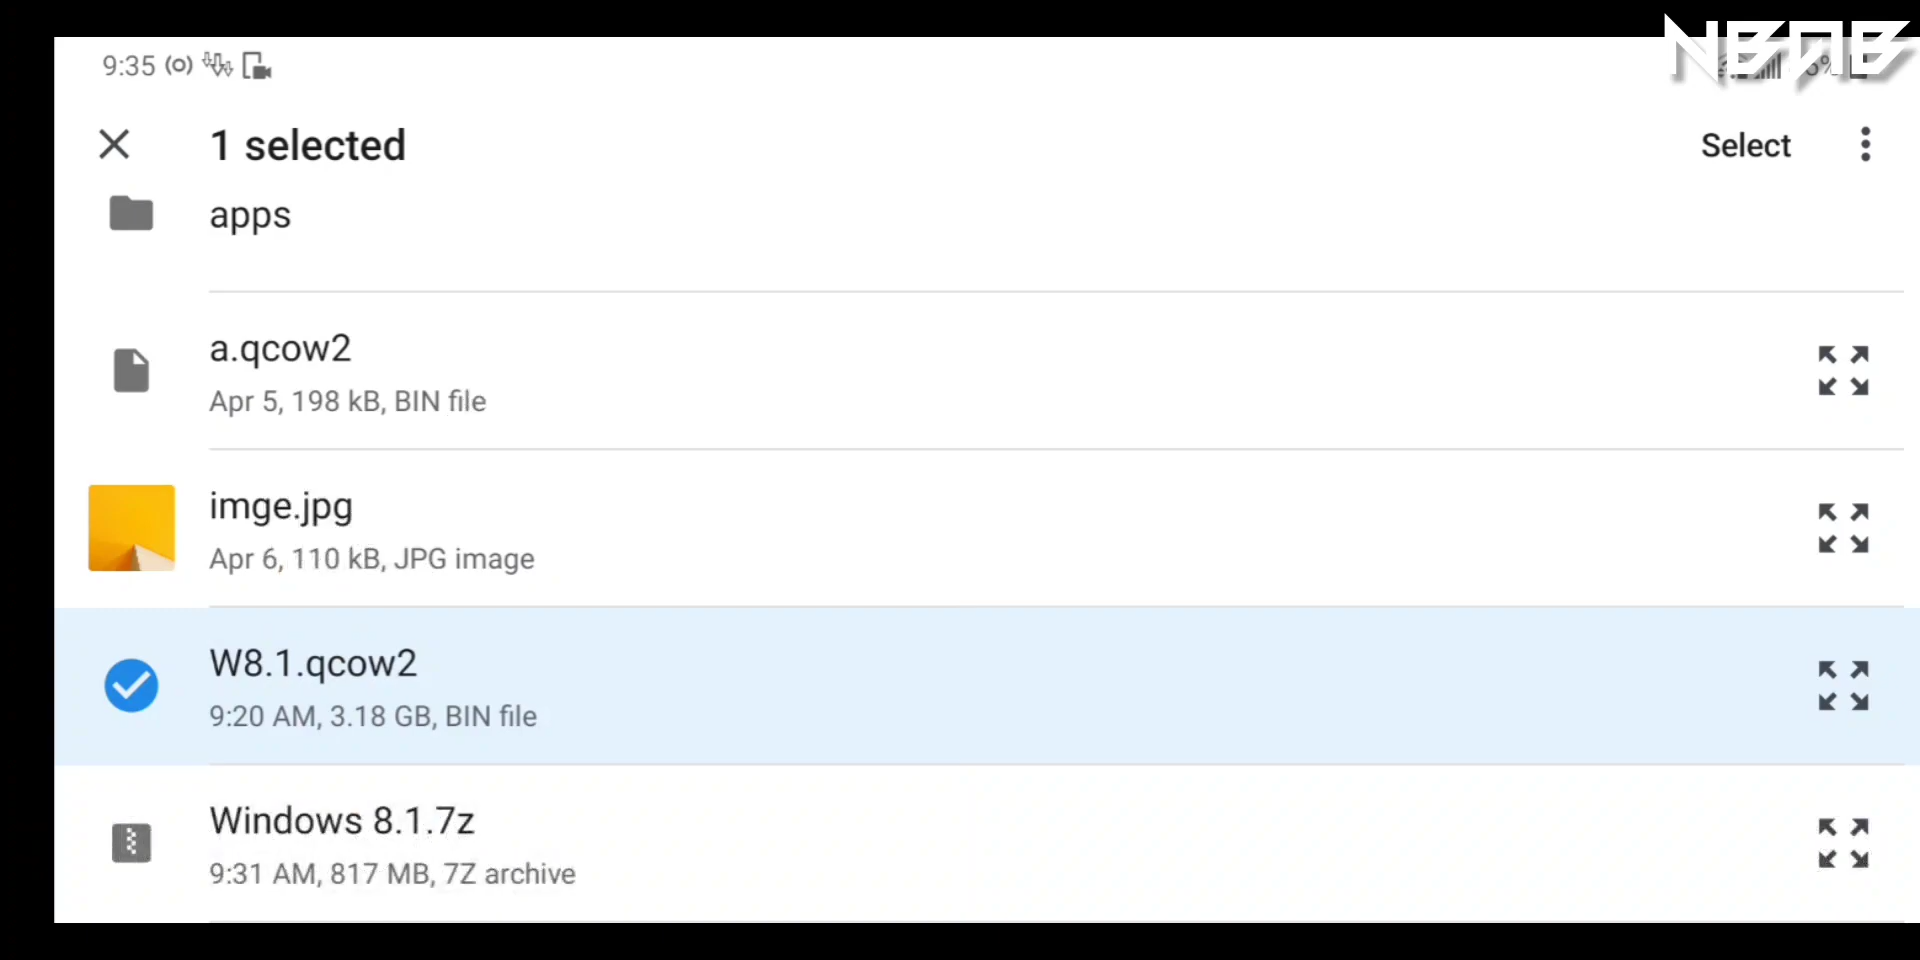 9:35
NBAB
1 selected
Select
apps
a.qcow2
Apr 5, 198 kB, BIN file
imge.jpg
Apr 6, 110 kB, JPG image
W8.1.qcow2
9:20 AM, 3.18 GB, BIN file
Windows 8.1.7z
9:31 AM, 817 MB, 7Z archive